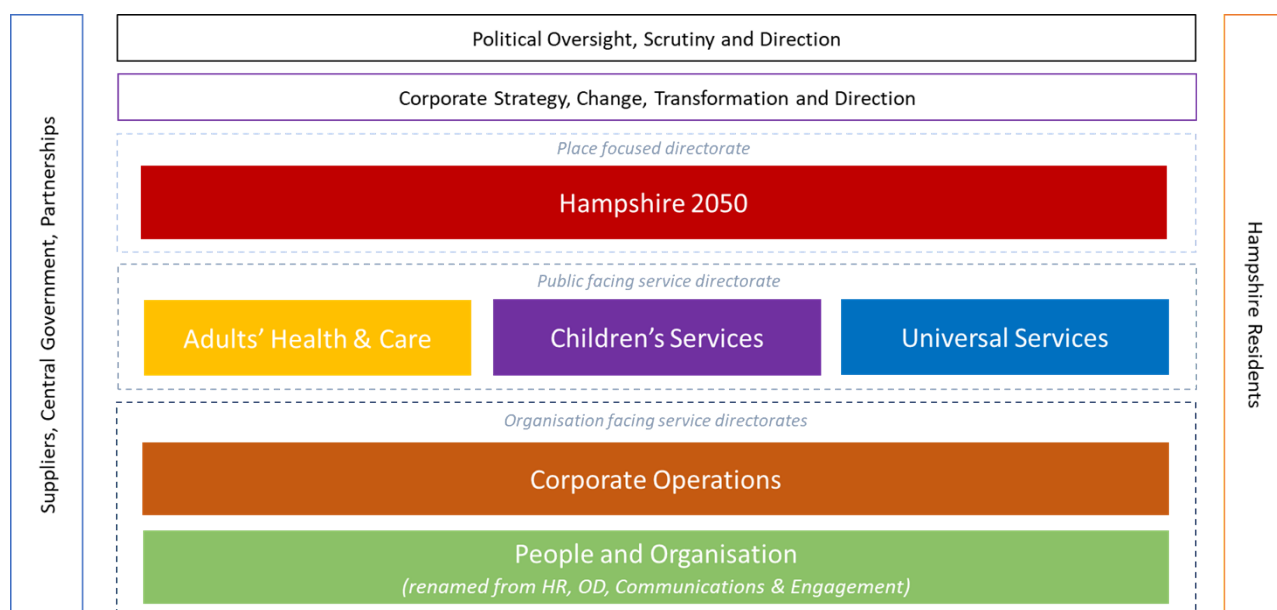 Suppliers, Central Government, Partnerships
Political Oversight, Scrutiny and Direction
Corporate Strategy, Change, Transformation and Direction
Place focused directorate
Hampshire 2050
Public facing service directorate
Adults’ Health & Care
Children’s Services
Universal Services
Organisation facing service directorates
Corporate Operations
People and Organisation
(renamed from HR, OD, Communications & Engagement)
Hampshire Residents